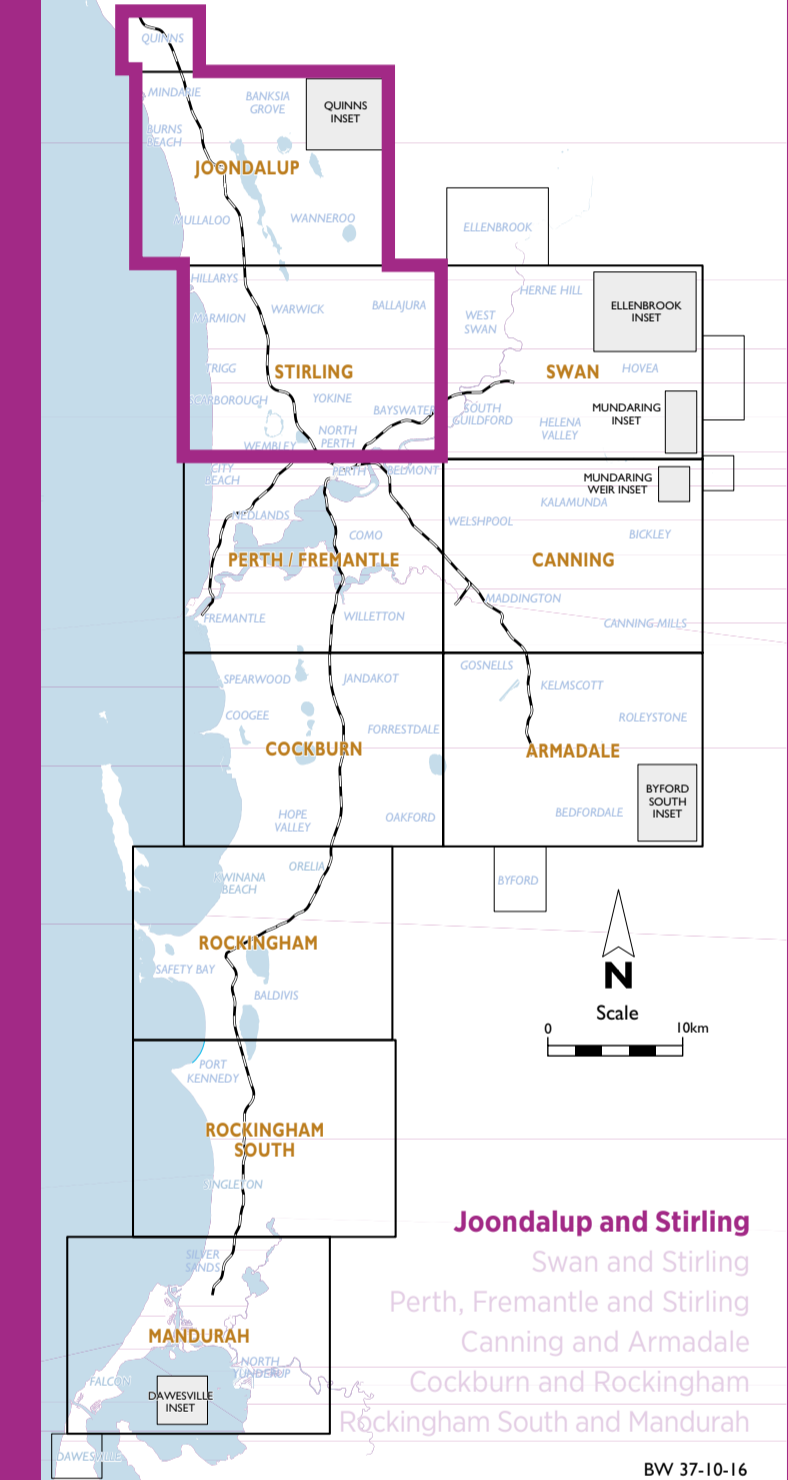 QUINNS
MINDARIE
BANKSIA
GROVE
QUINNS
INSET
BURNS
BEACH
JOONDALUP
MULLALOO
WANNEROO
ELLENBROOK
HILLARYS
HERNE HILL
WARWICK
BALLAJURA
ELLENBROOK
INSET
MARMION
WEST
SWAN
TRIGG
STIRLING
SWAN
HOVEA
SCARBOROUGH
YOKINE
BAYSWATER
SOUTH
GUILDFORD
MUNDARING
INSET
HELENA
VALLEY
NORTH
PERTH
WEMBLEY
CITY
BEACH
PERTH
BELMONT
MUNDARING
WEIR INSET
KALAMUNDA
NEDLANDS
WELSHPOOL
COMO
BICKLEY
PERTH / FREMANTLE
CANNING
MADDINGTON
FREMANTLE
WILLETTON
CANNING MILLS
GOSNELLS
SPEARWOOD
JANDAKOT
KELMSCOTT
COOGEE
FORRESTDALE
ROLEYSTONE
COCKBURN
ARMADALE
BYFORD
SOUTH
INSET
HOPE
VALLEY
OAKFORD
BEDFORDALE
ORELIA
KWINANA
BEACH
BYFORD
ROCKINGHAM
SAFETY BAY
BALDIVIS
N
Scale
0 10km
PORT
KENNEDY
ROCKINGHAM
SOUTH
SINGLETON
Joondalup and Stirling
Swan and Stirling
Perth, Fremantle and Stirling
Canning and Armadale
Cockburn and Rockingham
Rockingham South and Mandurah
SILVER
SANDS
MANDURAH
NORTH
YUNDERUP
FALCON
DAWESVILLE
INSET
DAWESVILLE
BW 37-10-16